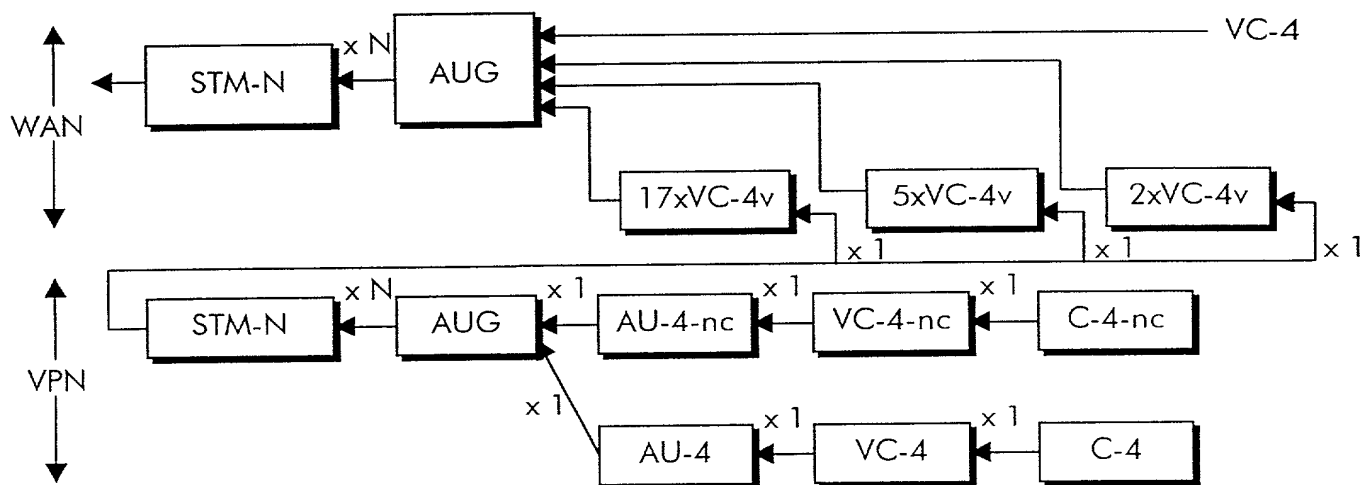 VC-4
x N
STM-N
AUG
WAN
17xVC-4v
5xVC-4v
2xVC-4v
x 1
x 1
x 1
x N
x 1
x 1
x 1
STM-N
AUG
AU-4-nc
VC-4-nc
C-4-nc
VPN
x 1
x 1
x 1
AU-4
VC-4
C-4